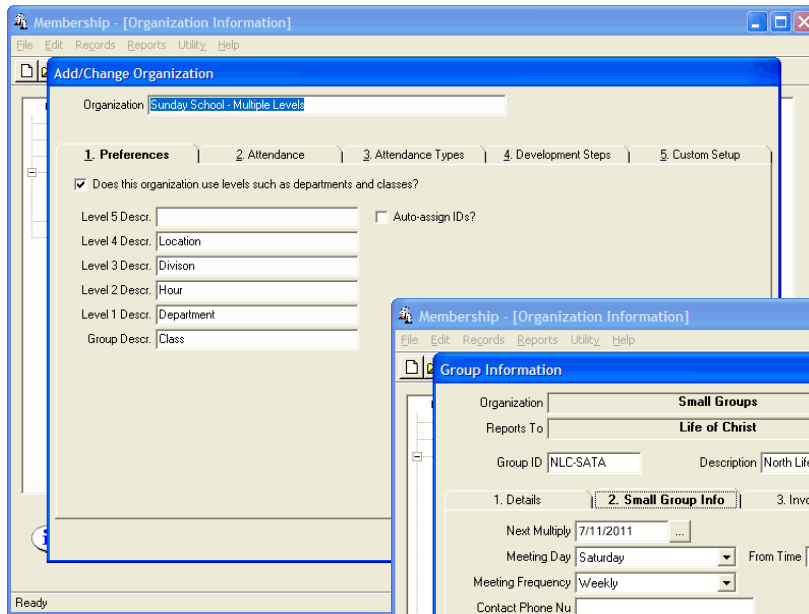 Membership - [Organization Information]
File Edit Records Reports Utility Help
Add/Change Organization
Organization Sunday School - Multiple Levels
1. Preferences 2. Attendance 3. Attendance Types 4. Development Steps 5. Custom Setup
Does this organization use levels such as departments and classes?
Level 5 Descr. Auto-assign IDs?
Level 4 Descr. Location
Level 3 Descr. Divison
Level 2 Descr. Hour
Level 1 Descr. Department
Group Descr. Class
Ready
Membership - [Organization Information]
File Edit Records Reports Utility Help
Group Information
Organization Small Groups
Reports To Life of Christ
Group ID NLC-SATA Description North Life
1. Details 2. Small Group Info 3. Invo
Next Multiply 7/11/2011 ...
Meeting Day Saturday From Time
Meeting Frequency Weekly
Contact Phone Nu